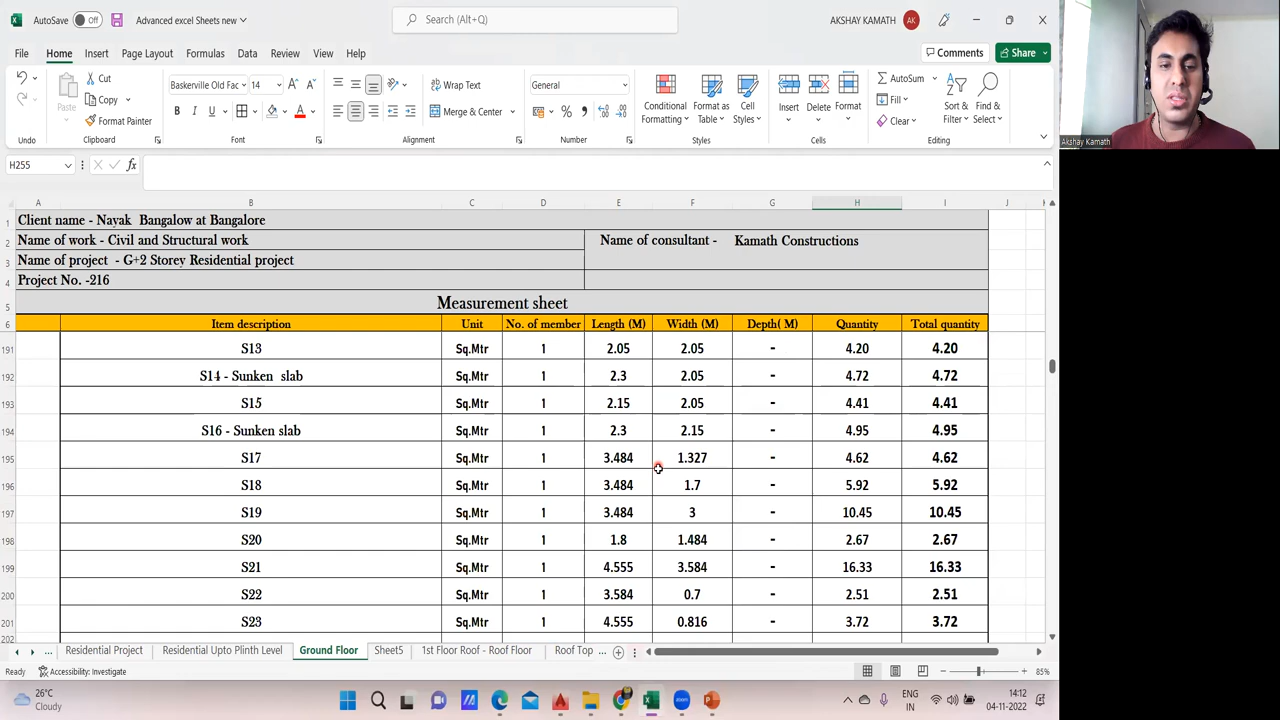 AutoSave Off Advanced excel Sheets new Search (Alt+Q) AKSHAY KAMATH AK
File Home Insert Page Layout Formulas Data Review View Help Comments Share
Cut Baskerville Old Fac 14 Wrap General AutoSum
Paste Copy Fill
Format Painter B I U Merge & Center Conditional Formatting Format as Table Cell Styles Insert Delete Format Clear Sort & Filter Find & Select
Undo Clipboard Font Alignment Number Styles Cells Editing
H255 fx
Akshay Kamath
A B C D E F G H I J K
1 Client name - Nayak Bangalow at Bangalore
2 Name of work - Civil and Structural work Name of consultant - Kamath Constructions
3 Name of project - G+2 Storey Residential project
4 Project No. -216
5 Measurement sheet
6 Item description Unit No. of member Length (M) Width (M) Depth( M) Quantity Total quantity
191 S13 Sq.Mtr 1 2.05 2.05 - 4.20 4.20
192 S14 - Sunken slab Sq.Mtr 1 2.3 2.05 - 4.72 4.72
193 S15 Sq.Mtr 1 2.15 2.05 - 4.41 4.41
194 S16 - Sunken slab Sq.Mtr 1 2.3 2.15 - 4.95 4.95
195 S17 Sq.Mtr 1 3.484 1.327 - 4.62 4.62
196 S18 Sq.Mtr 1 3.484 1.7 - 5.92 5.92
197 S19 Sq.Mtr 1 3.484 3 - 10.45 10.45
198 S20 Sq.Mtr 1 1.8 1.484 - 2.67 2.67
199 S21 Sq.Mtr 1 4.555 3.584 - 16.33 16.33
200 S22 Sq.Mtr 1 3.584 0.7 - 2.51 2.51
201 S23 Sq.Mtr 1 4.555 0.816 - 3.72 3.72
202
... Residential Project Residential Upto Plinth Level Ground Floor Sheet5 1st Floor Roof - Roof Floor Roof Top ...
Ready Accessibility: Investigate 85%
26°C ENG 14:12
Cloudy IN 04-11-2022